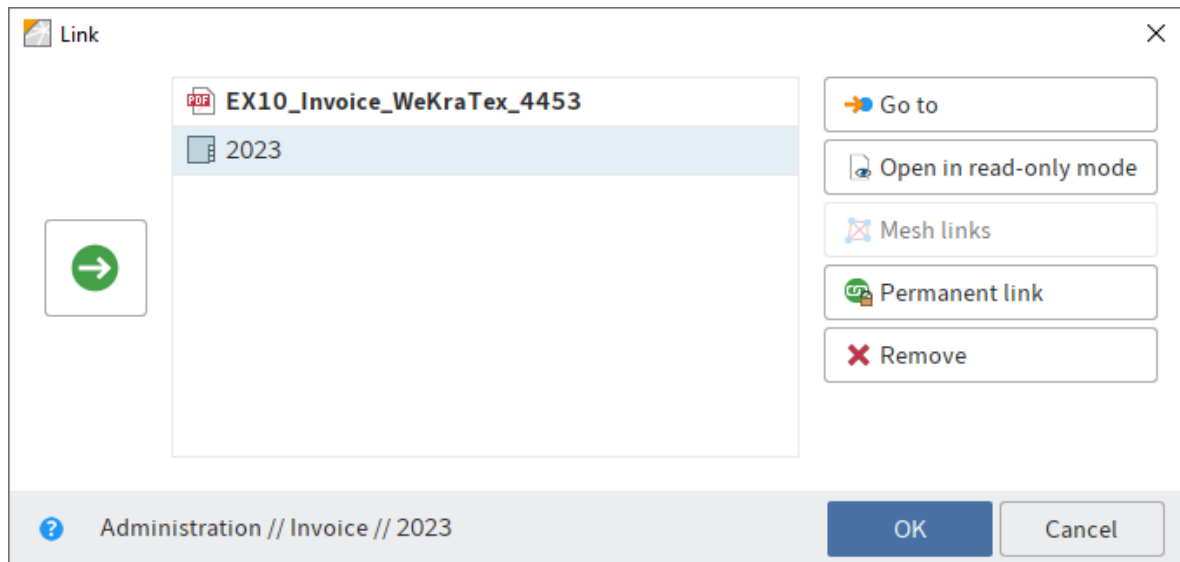 Link
EX10_Invoice_WeKraTex_4453
2023
Go to
Open in read-only mode
Mesh links
Permanent link
Remove
Administration // Invoice // 2023
OK
Cancel